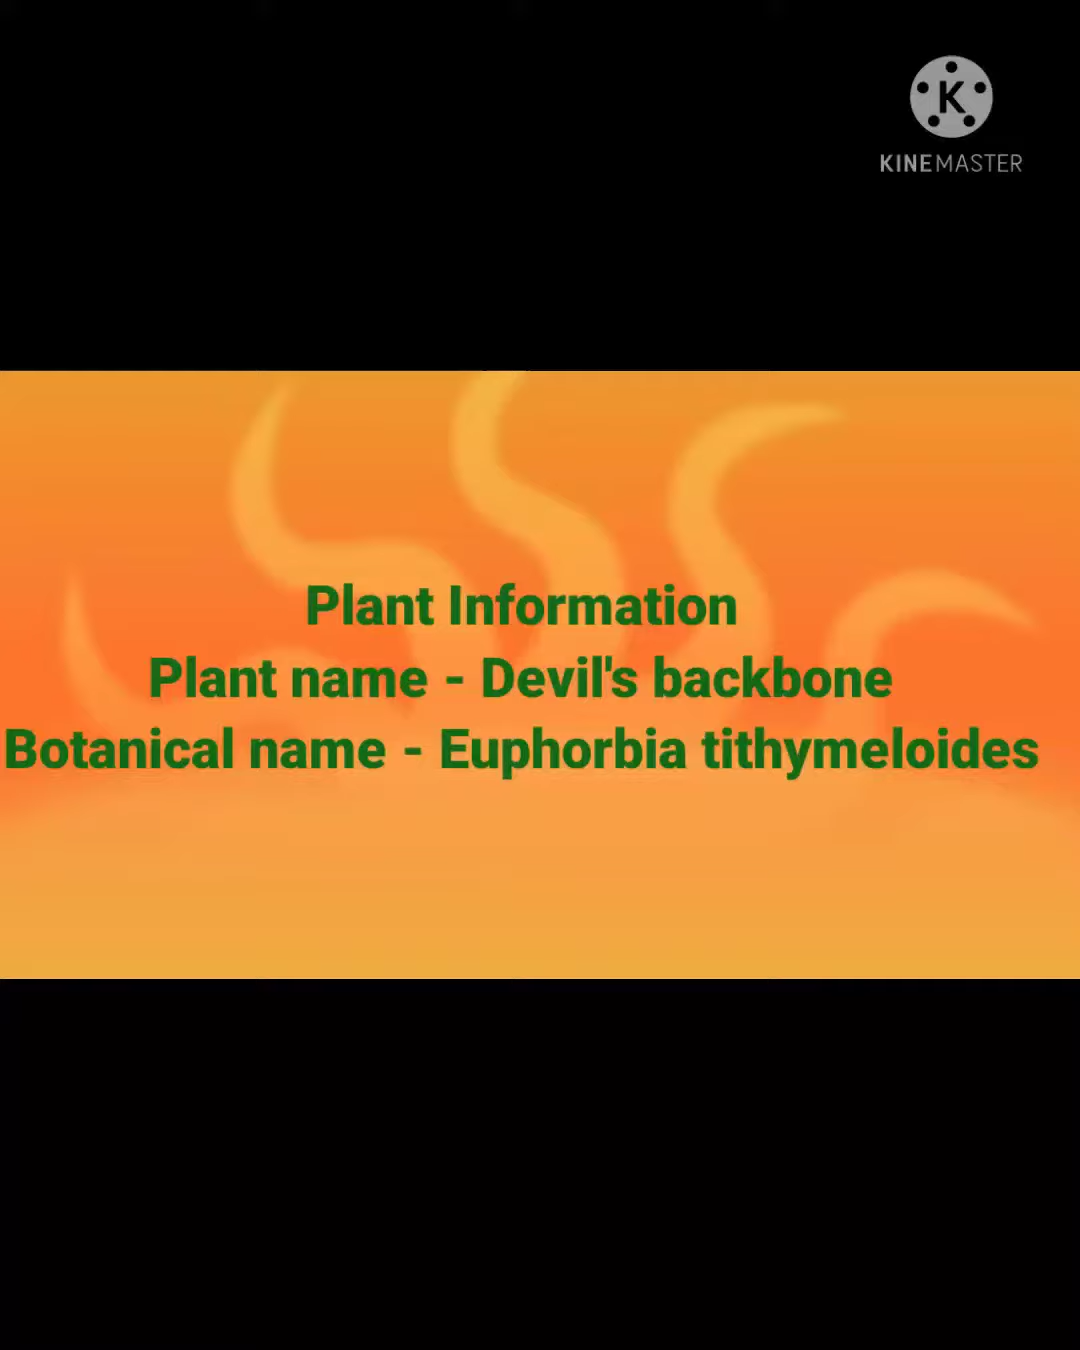 K
KINEMASTER
Plant Information
Plant name - Devil's backbone
Botanical name - Euphorbia tithymeloides